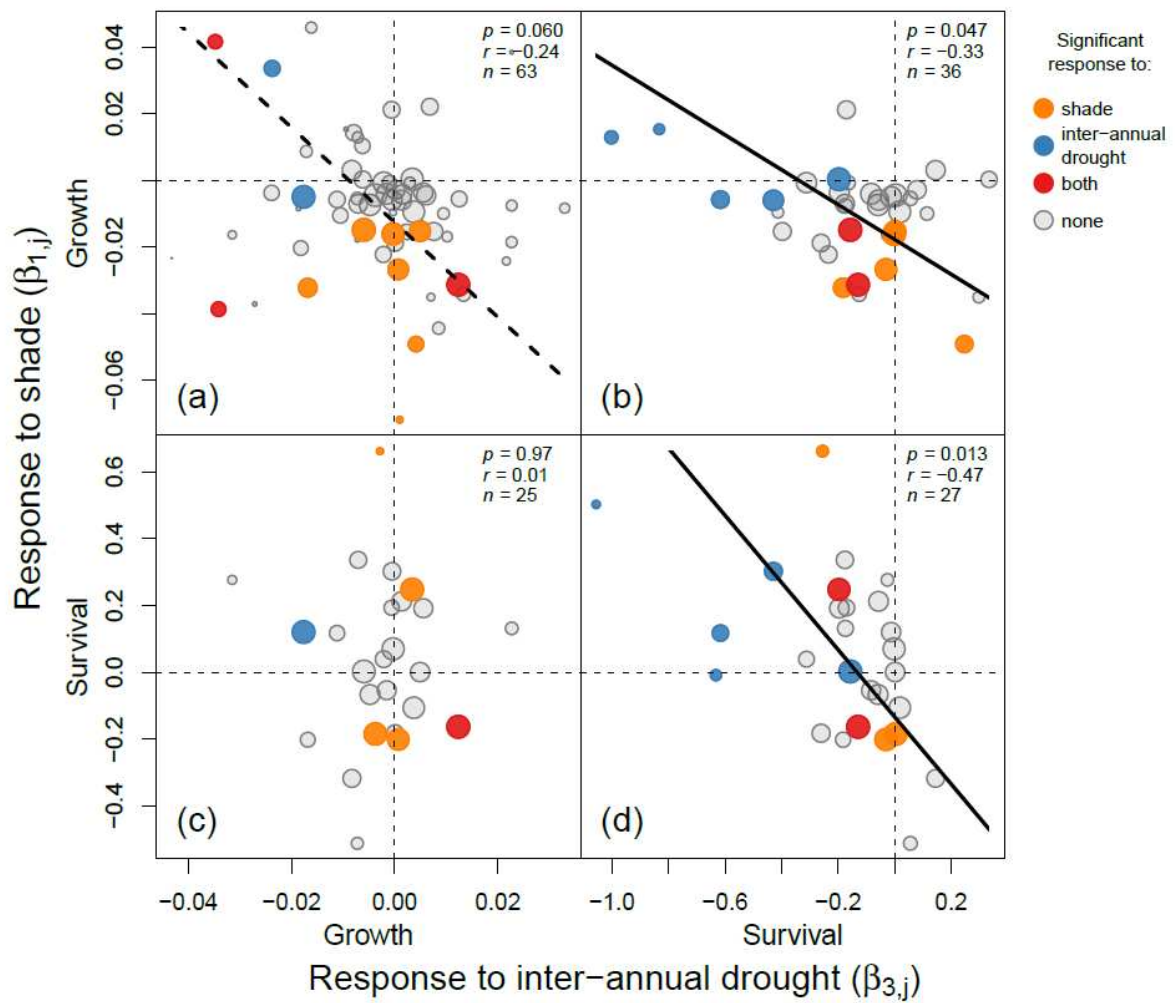 p = 0.060
r = −0.24
n = 63
(a)
p = 0.047
r = −0.33
n = 36
(b)
p = 0.97
r = 0.01
n = 25
(c)
p = 0.013
r = −0.47
n = 27
(d)
Significant
response to:
shade
inter−annual
drought
both
none
0.04
0.02
−0.02
−0.06
Growth
0.6
0.4
0.2
0.0
−0.2
−0.4
Survival
Response to shade (β1,j)
−0.04 −0.02 0.00 0.02
−1.0 −0.6 −0.2 0.2
Growth
Survival
Response to inter−annual drought (β3,j)